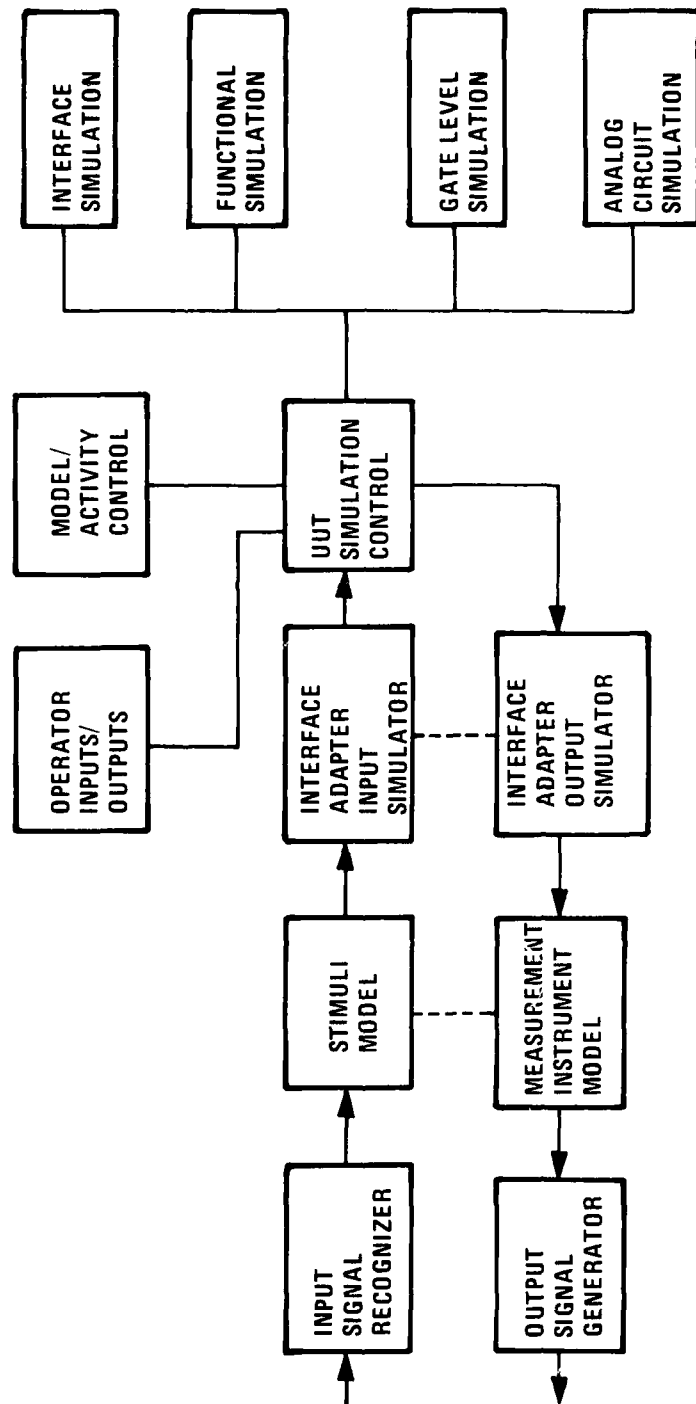 OPERATOR
INPUTS/
OUTPUTS
MODEL/
ACTIVITY
CONTROL
INTERFACE
SIMULATION
FUNCTIONAL
SIMULATION
GATE LEVEL
SIMULATION
ANALOG
CIRCUIT
SIMULATION
INPUT
SIGNAL
RECOGNIZER
STIMULI
MODEL
INTERFACE
ADAPTER
INPUT
SIMULATOR
UUT
SIMULATION
CONTROL
OUTPUT
SIGNAL
GENERATOR
MEASUREMENT
INSTRUMENT
MODEL
INTERFACE
ADAPTER
OUTPUT
SIMULATOR